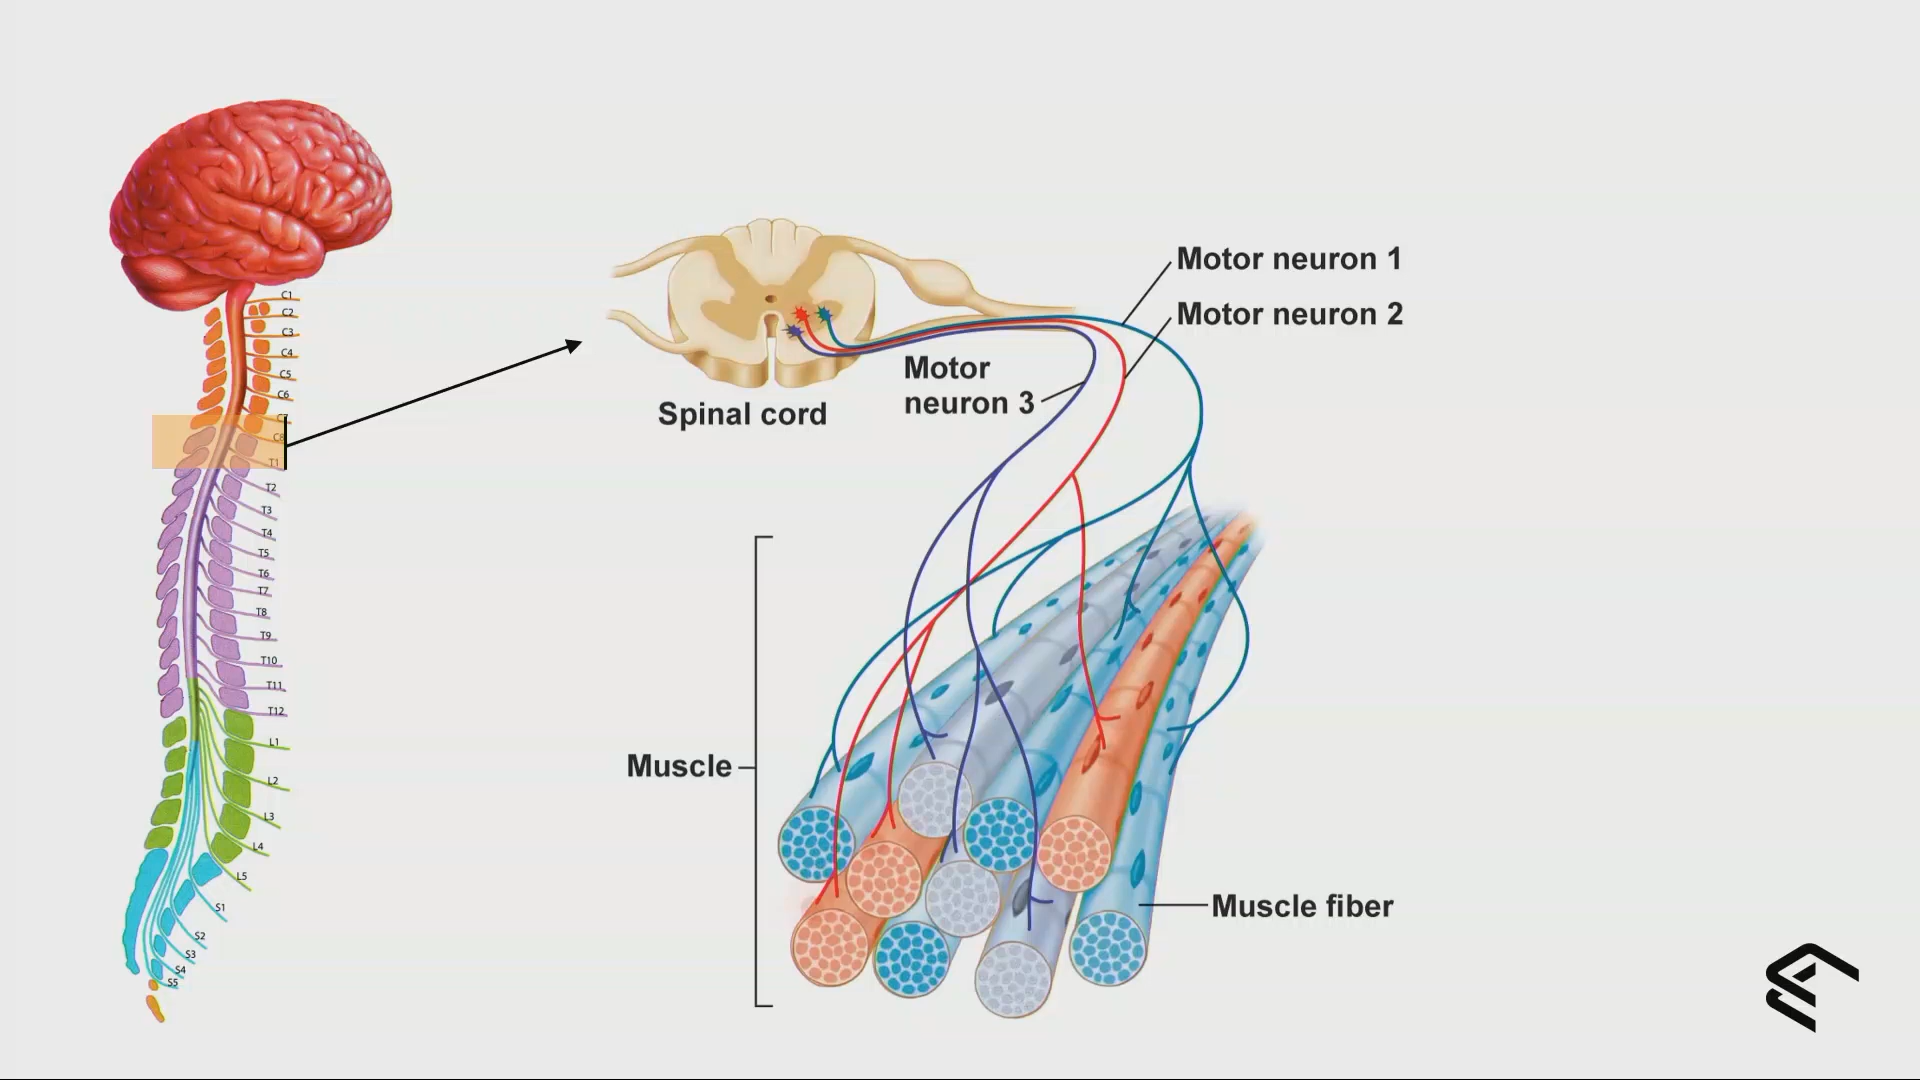 C1
C2
C3
C4
C5
C6
C7
C8
T1
T2
T3
T4
T5
T6
T7
T8
T9
T10
T11
T12
L1
L2
L3
L4
L5
S1
S2
S3
S4
S5
Motor neuron 1
Motor neuron 2
Motor
neuron 3
Spinal cord
Muscle
Muscle fiber